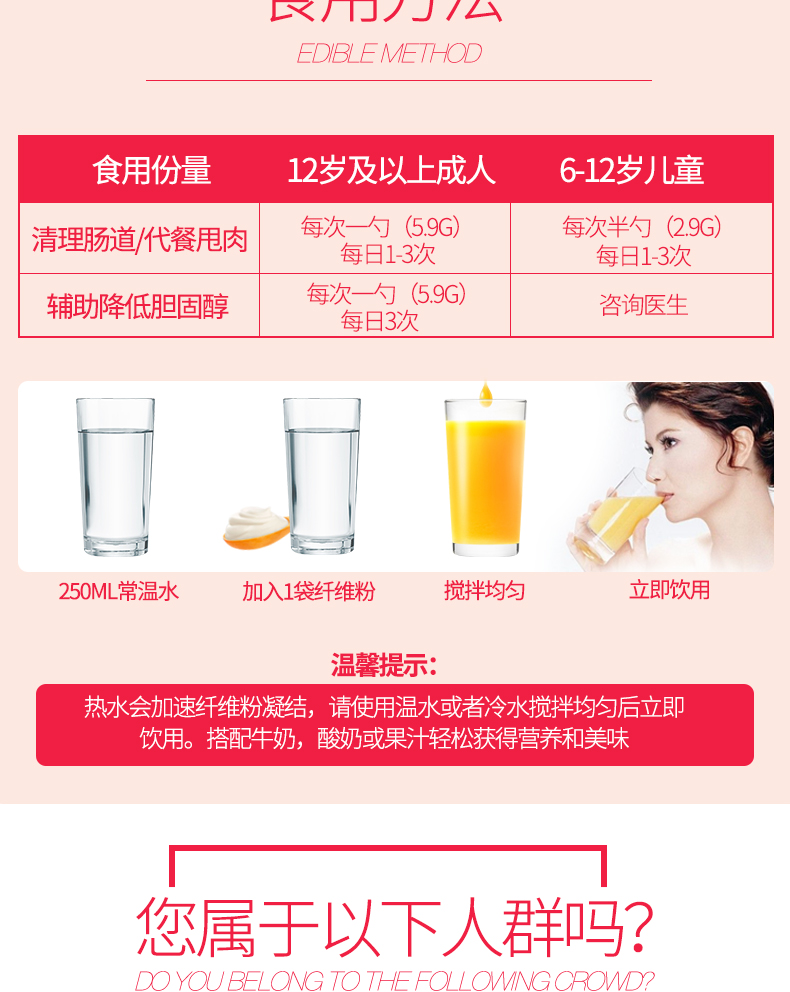 食用方法
EDIBLE METHOD
食用份量 12岁及以上成人 6-12岁儿童
清理肠道/代餐甩肉
每次一勺（5.9G）
每日1-3次
每次半勺（2.9G）
每日1-3次
辅助降低胆固醇
每次一勺（5.9G）
每日3次
咨询医生
250ML常温水
加入1袋纤维粉
搅拌均匀
立即饮用
温馨提示：
热水会加速纤维粉凝结，请使用温水或者冷水搅拌均匀后立即
饮用。搭配牛奶，酸奶或果汁轻松获得营养和美味
您属于以下人群吗？
DO YOU BELONG TO THE FOLLOWING CROWD?